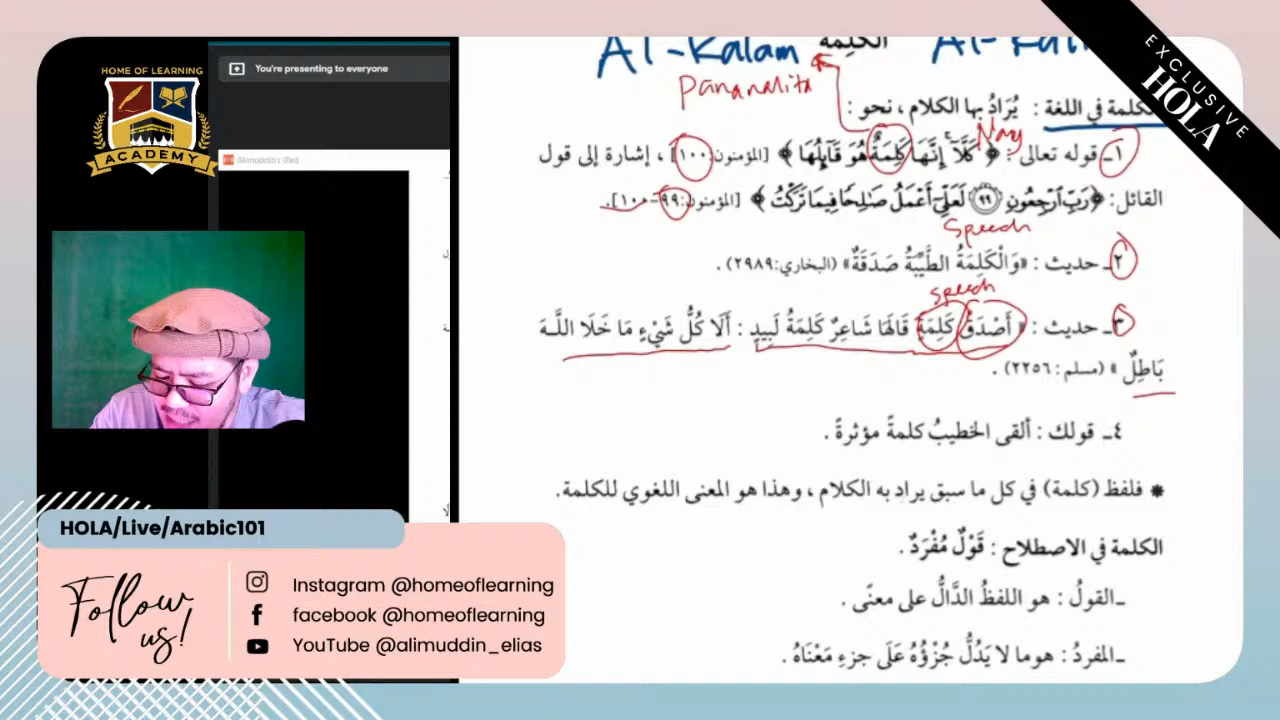 HOME OF LEARNING
ACADEMY
You're presenting to everyone
Alimuddin's iPad
EXCLUSIVE
HOLA
Al-Kalam
الكلمة
Pananalita
الكلمة في اللغة : يُرَادُ بها الكلام ، نحو :
Nay
١ـ قوله تعالى : ﴿ كَلَّآ إِنَّهَا كَلِمَةٌ هُوَ قَآئِلُهَا ﴾ [المؤمنون:١٠٠] ، إشارة إلى قول
القائل: ﴿رَبِّ ٱرْجِعُونِ ٩٩ لَعَلِّيٓ أَعْمَلُ صَـٰلِحًا فِيمَا تَرَكْتُ ﴾ [المؤمنون:٩٩-١٠٠].
Speech
٢ـ حديث : «وَالْكَلِمَةُ الطَّيِّبَةُ صَدَقَةٌ» (البخاري:٢٩٨٩) .
Speech
٣ـ حديث : « أَصْدَقُ كَلِمَةٍ قَالَهَا شَاعِرٌ كَلِمَةُ لَبِيدٍ : أَلَا كُلُّ شَيْءٍ مَا خَلَا اللَّـهَ
بَاطِلٌ » (مسلم : ٢٢٥٦) .
٤ـ قولك : ألقى الخطيبُ كلمةً مؤثرةً .
* فلفظ (كلمة) في كل ما سبق يراد به الكلام ، وهذا هو المعنى اللغوي للكلمة.
الكلمة في الاصطلاح : قَوْلٌ مُفْرَدٌ .
ـ القولُ : هو اللفظُ الدَّالُّ على معنًى .
ـ المفردُ : هوما لا يَدُلُّ جُزْؤُهُ عَلَى جزءِ مَعْنَاهُ .
HOLA/Live/Arabic101
Follow us!
Instagram @homeoflearning
facebook @homeoflearning
YouTube @alimuddin_elias